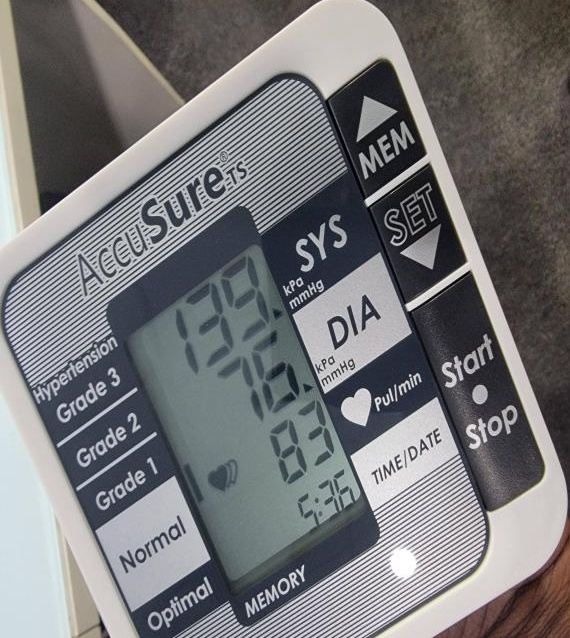 AccuSure® TS
MEM
SET
Start
Stop
SYS
kPa
mmHg
DIA
kPa
mmHg
Pul/min
TIME/DATE
139
76
83
5:36
Hypertension
Grade 3
Grade 2
Grade 1
Normal
Optimal
MEMORY